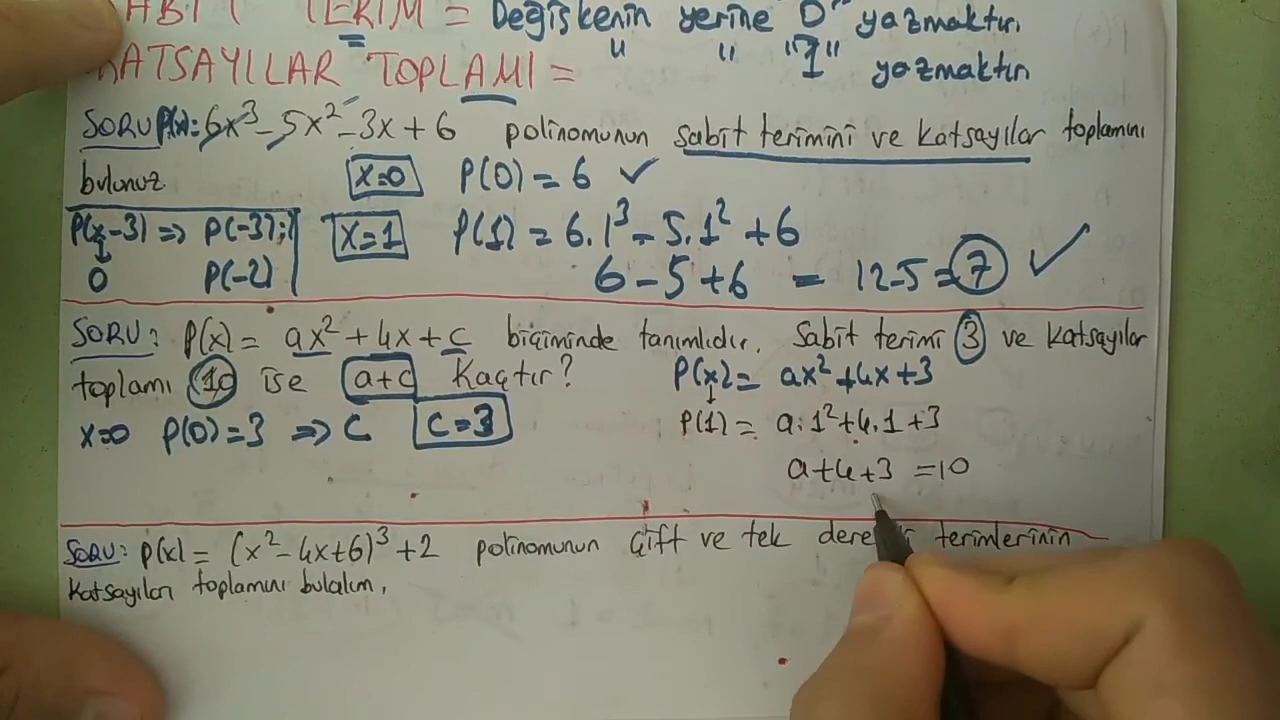 TERİM = Değişkenin yerine "0" yazmaktır.
KATSAYILAR TOPLAMI = " " "1" yazmaktır
SORU P(x)= 6x³ - 5x² - 3x + 6 polinomunun sabit terimini ve katsayılar toplamını
bulunuz. x=0 P(0) = 6 ✓
P(x-3) => P(-3) x=1 P(1) = 6.1³ - 5.1² + 6
0 P(-2) 6 - 5 + 6 = 12-5 = 7 ✓
SORU: P(x) = ax² + 4x + c biçiminde tanımlıdır. Sabit terimi 3 ve katsayılar
toplamı 10 ise a+c kaçtır? P(x) = ax² + 4x + 3
x=0 P(0) = 3 => c c=3 P(1) = a.1² + 4.1 + 3
a+4+3 = 10
SORU: P(x) = (x² - 4x + 6)³ + 2 polinomunun çift ve tek terimlerinin
katsayıları toplamını bulalım.